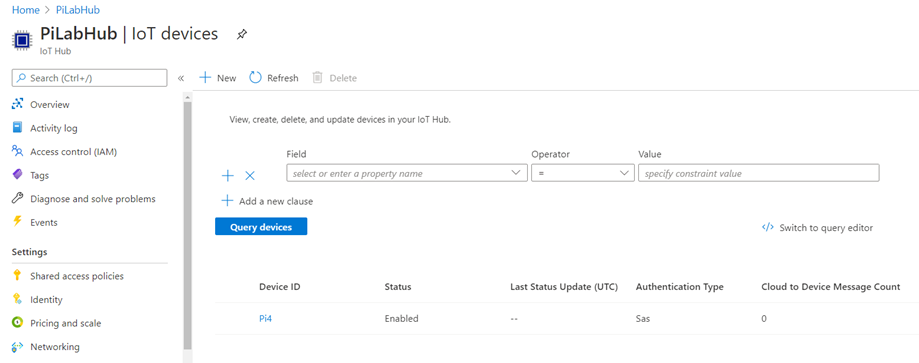 Home > PiLabHub
PiLabHub | IoT devices
IoT Hub
Search (Ctrl+/)
«
New
Refresh
Delete
Overview
Activity log
Access control (IAM)
Tags
Diagnose and solve problems
Events
Settings
Shared access policies
Identity
Pricing and scale
Networking
View, create, delete, and update devices in your IoT Hub.
Field Operator Value
select or enter a property name = specify constraint value
Add a new clause
Query devices
</> Switch to query editor
Device ID Status Last Status Update (UTC) Authentication Type Cloud to Device Message Count
Pi4 Enabled -- Sas 0